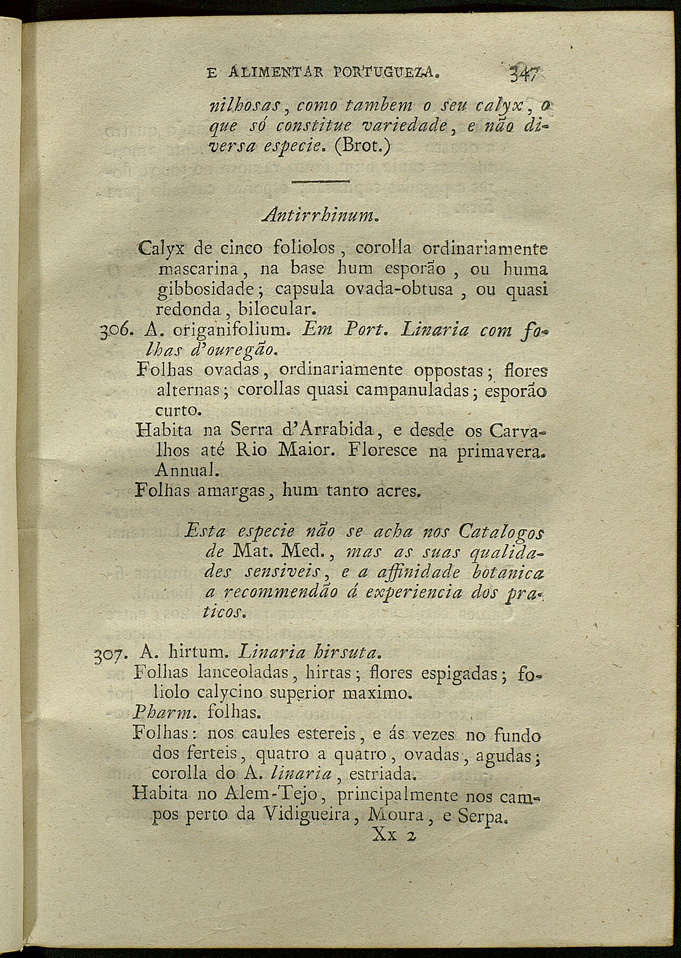 E ALIMENTAR PORTUGUEZA. 347
nilhosas, como tambem o seu calyx, o
que só constitue variedade, e não di-
versa especie. (Brot.)
Antirrhinum.
Calyx de cinco foliolos, corolla ordinariamente
mascarina, na base hum esporão, ou huma
gibbosidade; capsula ovada-obtusa, ou quasi
redonda, bilocular.
306. A. origanifolium. Em Port. Linaria com fo-
lhas d'ouregão.
Folhas ovadas, ordinariamente oppostas; flores
alternas; corollas quasi campanuladas; esporão
curto.
Habita na Serra d'Arrabida, e desde os Carva-
lhos até Rio Maior. Floresce na primavera.
Annual.
Folhas amargas, hum tanto acres.
Esta especie não se acha nos Catalogos
de Mat. Med., mas as suas qualida-
des sensiveis, e a affinidade botanica
a recommendão á experiencia dos pra-
ticos.
307. A. hirtum. Linaria hirsuta.
Folhas lanceoladas, hirtas; flores espigadas; fo-
liolo calycino superior maximo.
Pharm. folhas.
Folhas: nos caules estereis, e ás vezes no fundo
dos ferteis, quatro a quatro, ovadas, agudas;
corolla do A. linaria, estriada.
Habita no Alem-Tejo, principalmente nos cam-
pos perto da Vidigueira, Moura, e Serpa.
Xx 2